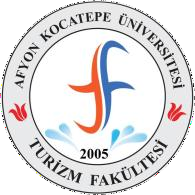 AFYON KOCATEPE ÜNİVERSİTESİ
2005
TURİZM FAKÜLTESİ